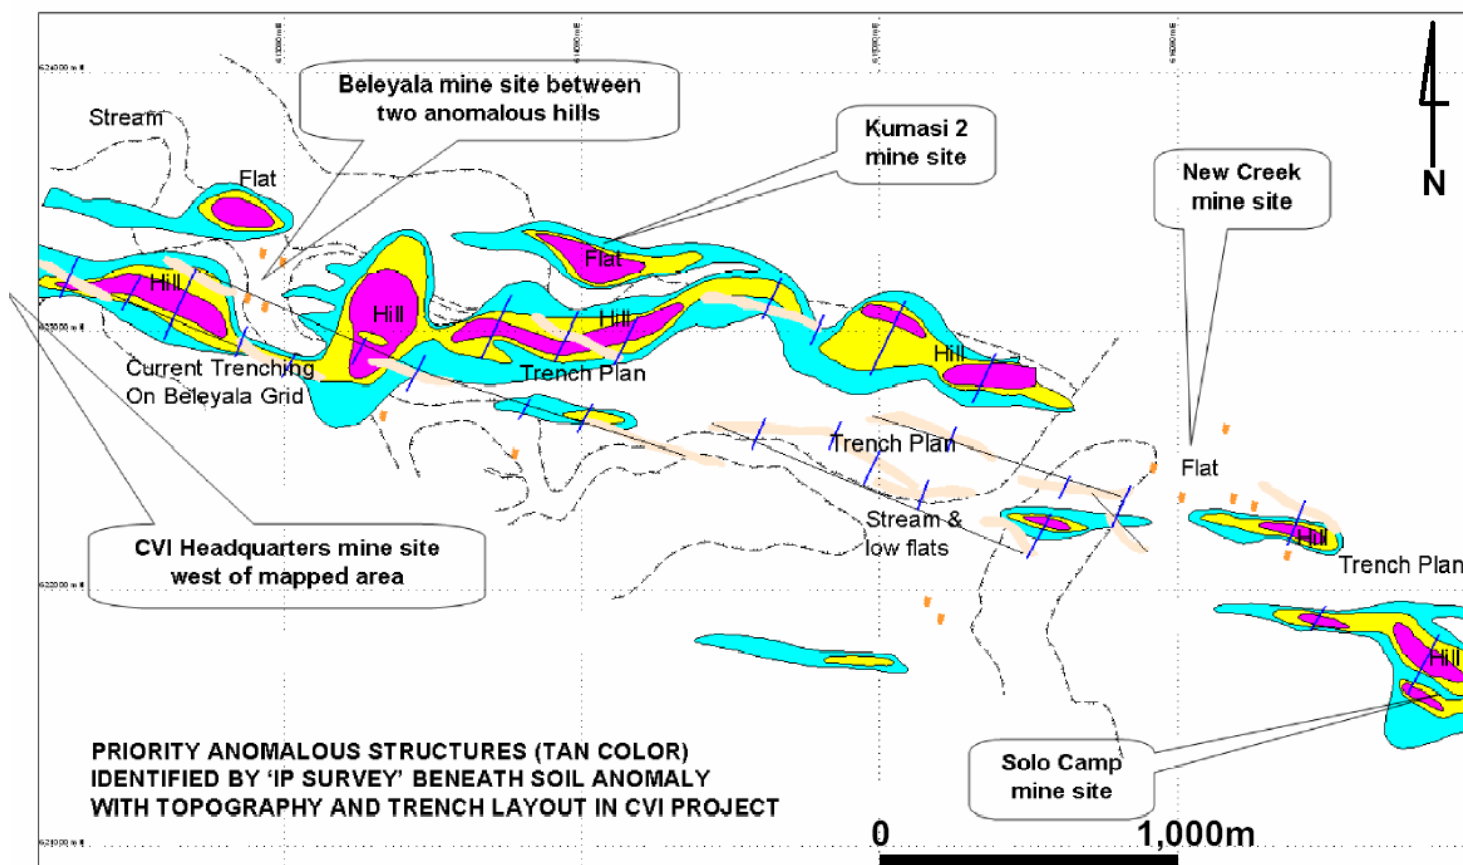 624000 m N
Beleyala mine site between
two anomalous hills
Stream
Kumasi 2
mine site
New Creek
mine site
N
Flat
Flat
Hill
Hill
Hill
Hill
Current Trenching
On Beleyala Grid
Trench Plan
Trench Plan
Flat
Stream &
low flats
Hill
Trench Plan
CVI Headquarters mine site
west of mapped area
Hill
Solo Camp
mine site
PRIORITY ANOMALOUS STRUCTURES (TAN COLOR)
IDENTIFIED BY ‘IP SURVEY’ BENEATH SOIL ANOMALY
WITH TOPOGRAPHY AND TRENCH LAYOUT IN CVI PROJECT
0
1,000m